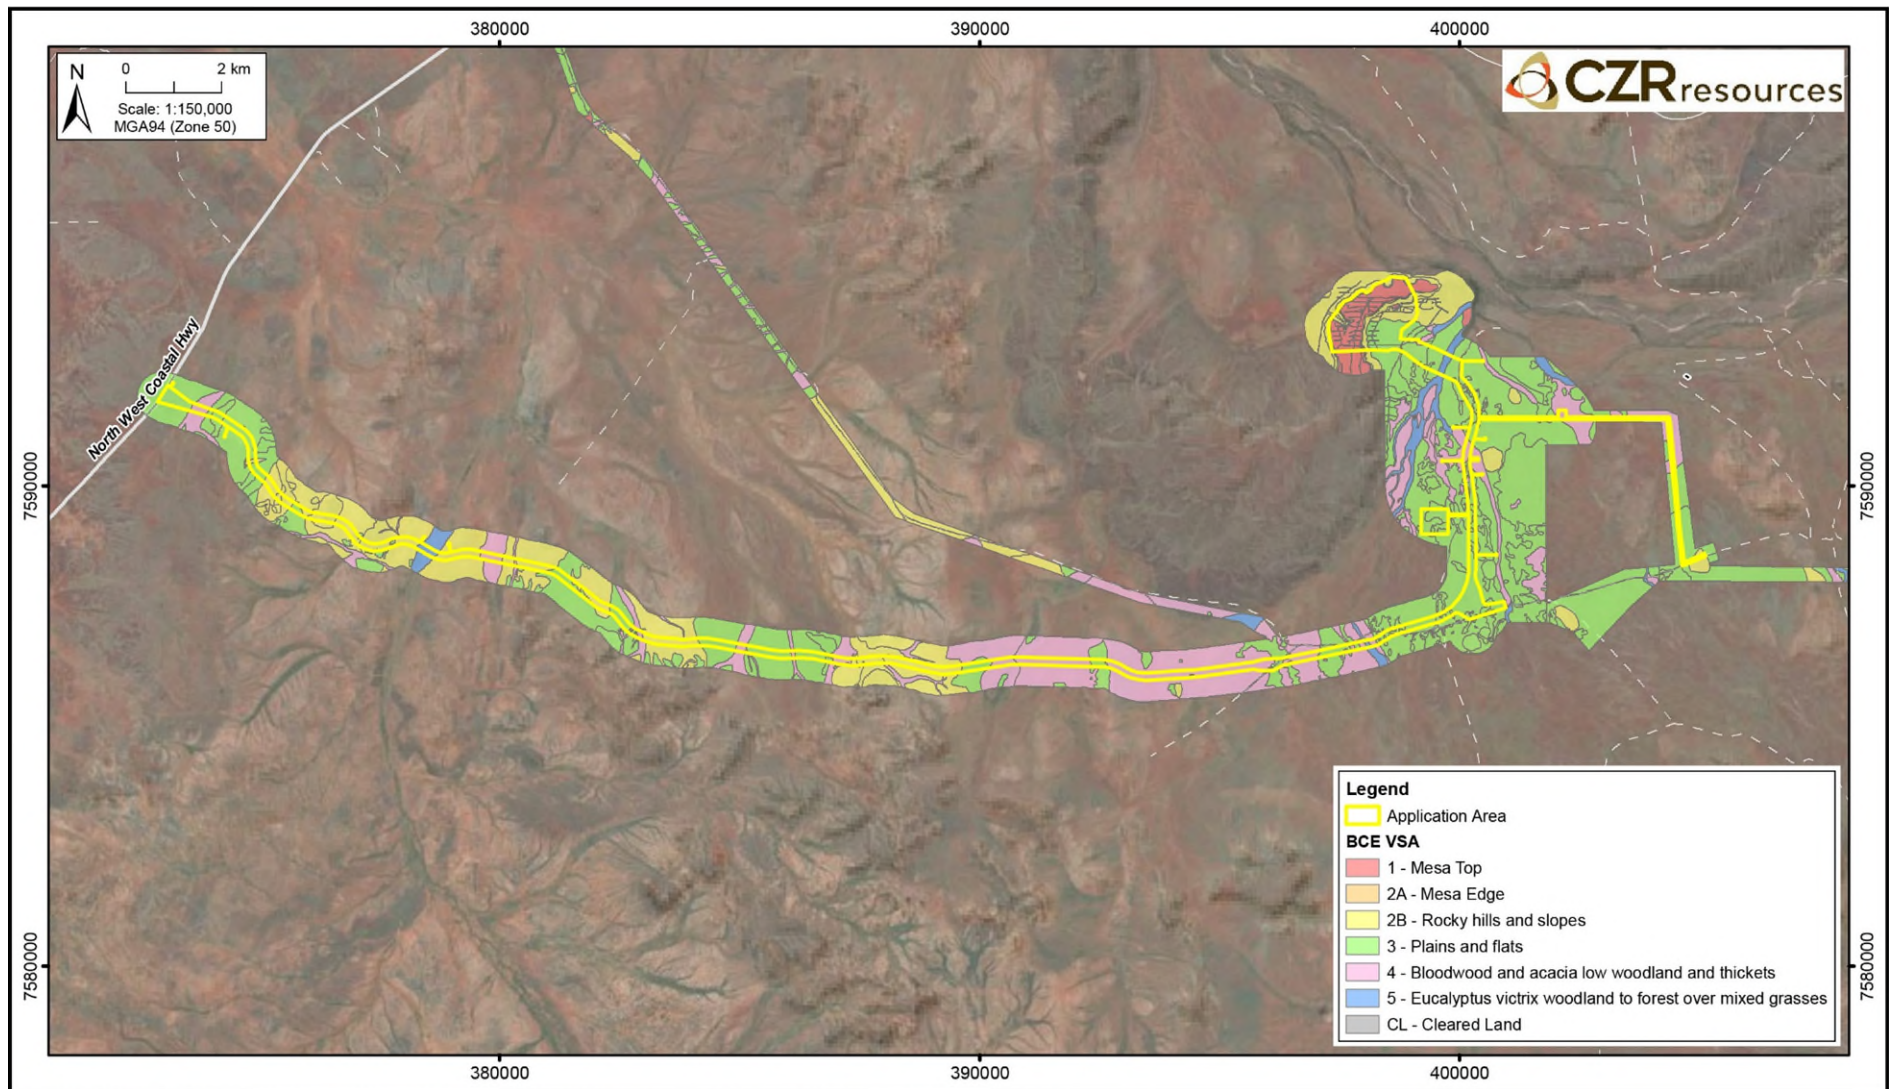 380000
390000
400000
N
0
2 km
Scale: 1:150,000
MGA94 (Zone 50)
CZR resources
North West Coastal Hwy
7590000
7590000
7580000
7580000
Legend
Application Area
BCE VSA
1 - Mesa Top
2A - Mesa Edge
2B - Rocky hills and slopes
3 - Plains and flats
4 - Bloodwood and acacia low woodland and thickets
5 - Eucalyptus victrix woodland to forest over mixed grasses
CL - Cleared Land
380000
390000
400000